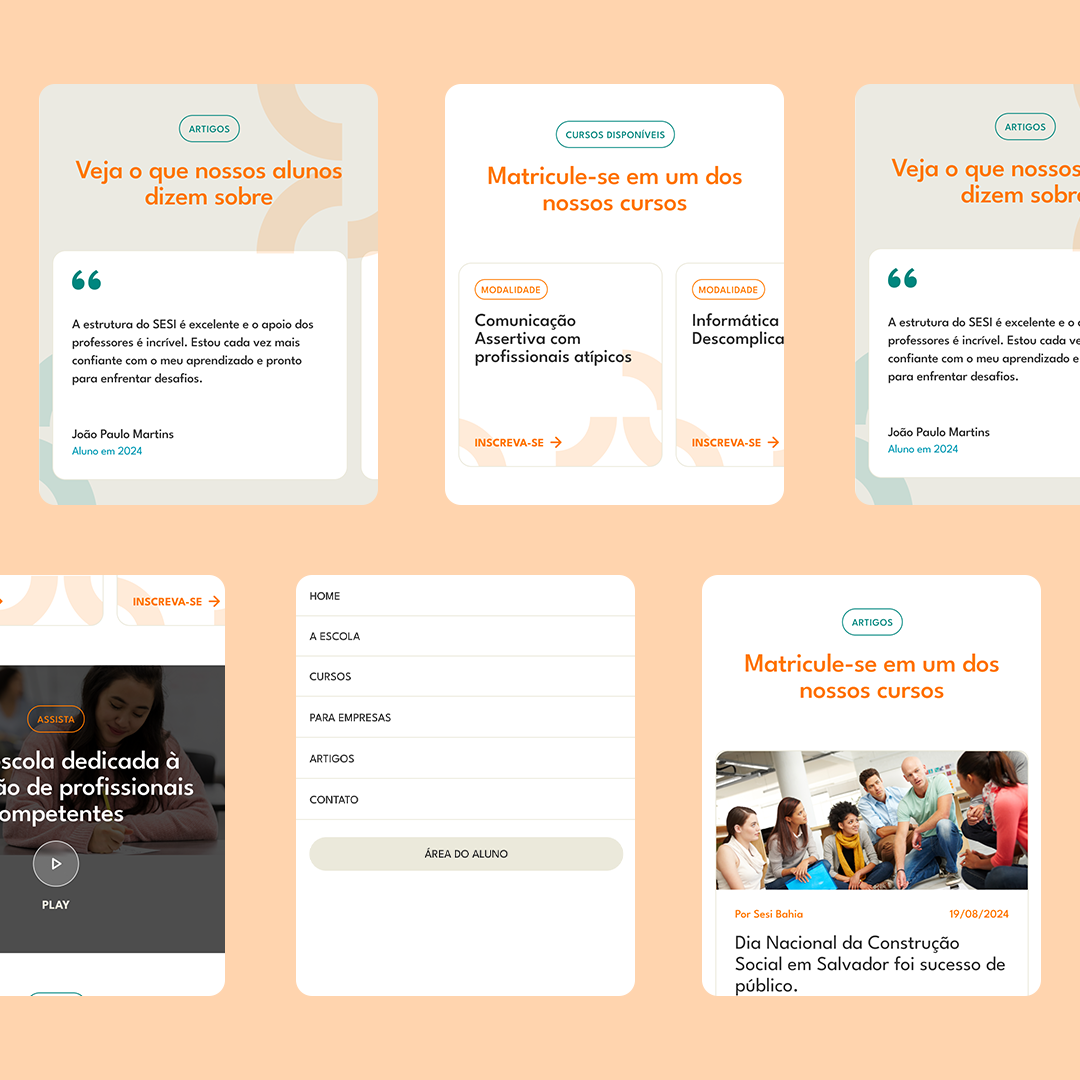 ARTIGOS
Veja o que nossos alunos
dizem sobre
A estrutura do SESI é excelente e o apoio dos
professores é incrível. Estou cada vez mais
confiante com o meu aprendizado e pronto
para enfrentar desafios.
João Paulo Martins
Aluno em 2024
CURSOS DISPONÍVEIS
Matricule-se em um dos
nossos cursos
MODALIDADE
Comunicação
Assertiva com
profissionais atípicos
INSCREVA-SE
MODALIDADE
Informática
Descomplica
INSCREVA-SE
ARTIGOS
Veja o que nossos
dizem sobre
A estrutura do SESI é excelente e o
professores é incrível. Estou cada ve
confiante com o meu aprendizado e
para enfrentar desafios.
João Paulo Martins
Aluno em 2024
INSCREVA-SE
ASSISTA
scola dedicada à
ão de profissionais
ompetentes
PLAY
HOME
A ESCOLA
CURSOS
PARA EMPRESAS
ARTIGOS
CONTATO
ÁREA DO ALUNO
ARTIGOS
Matricule-se em um dos
nossos cursos
Por Sesi Bahia
19/08/2024
Dia Nacional da Construção
Social em Salvador foi sucesso de
público.